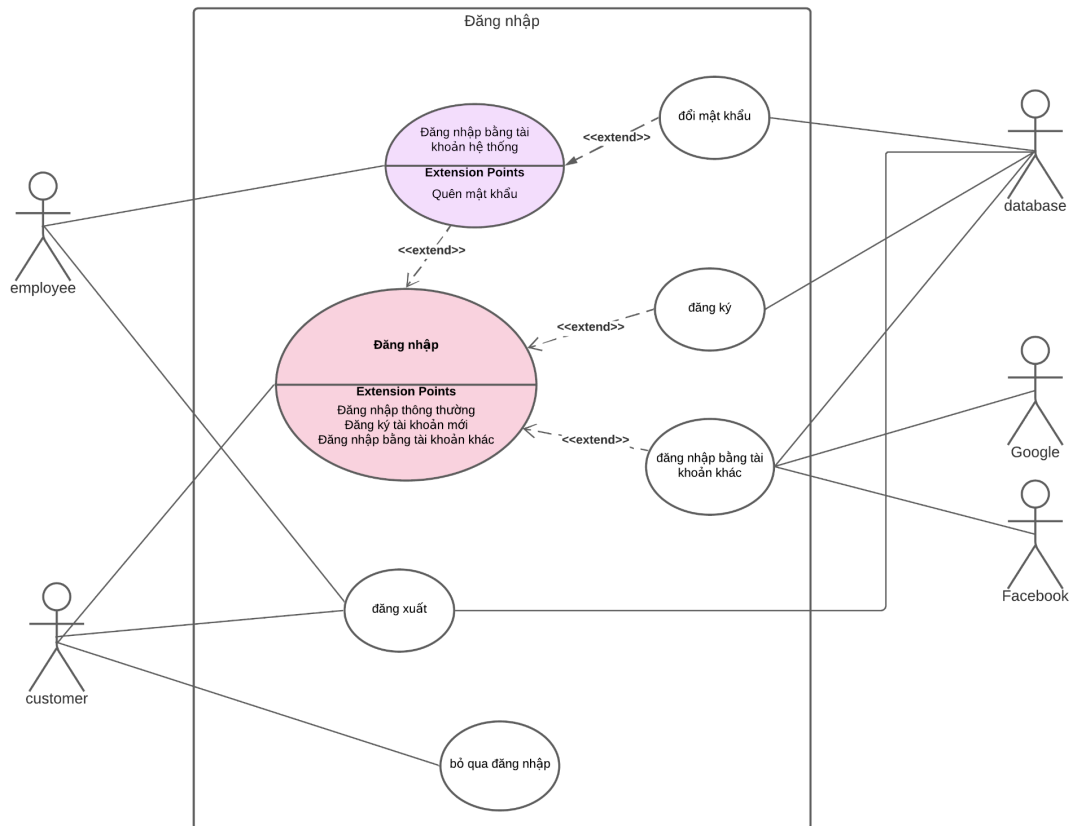 Đăng nhập
đổi mật khẩu
<<extend>>
Đăng nhập bằng tài
khoản hệ thống
Extension Points
Quên mật khẩu
database
employee
<<extend>>
đăng ký
<<extend>>
Đăng nhập
Extension Points
Đăng nhập thông thường
Đăng ký tài khoản mới
Đăng nhập bằng tài khoản khác
<<extend>>
đăng nhập bằng tài
khoản khác
Google
Facebook
đăng xuất
customer
bỏ qua đăng nhập